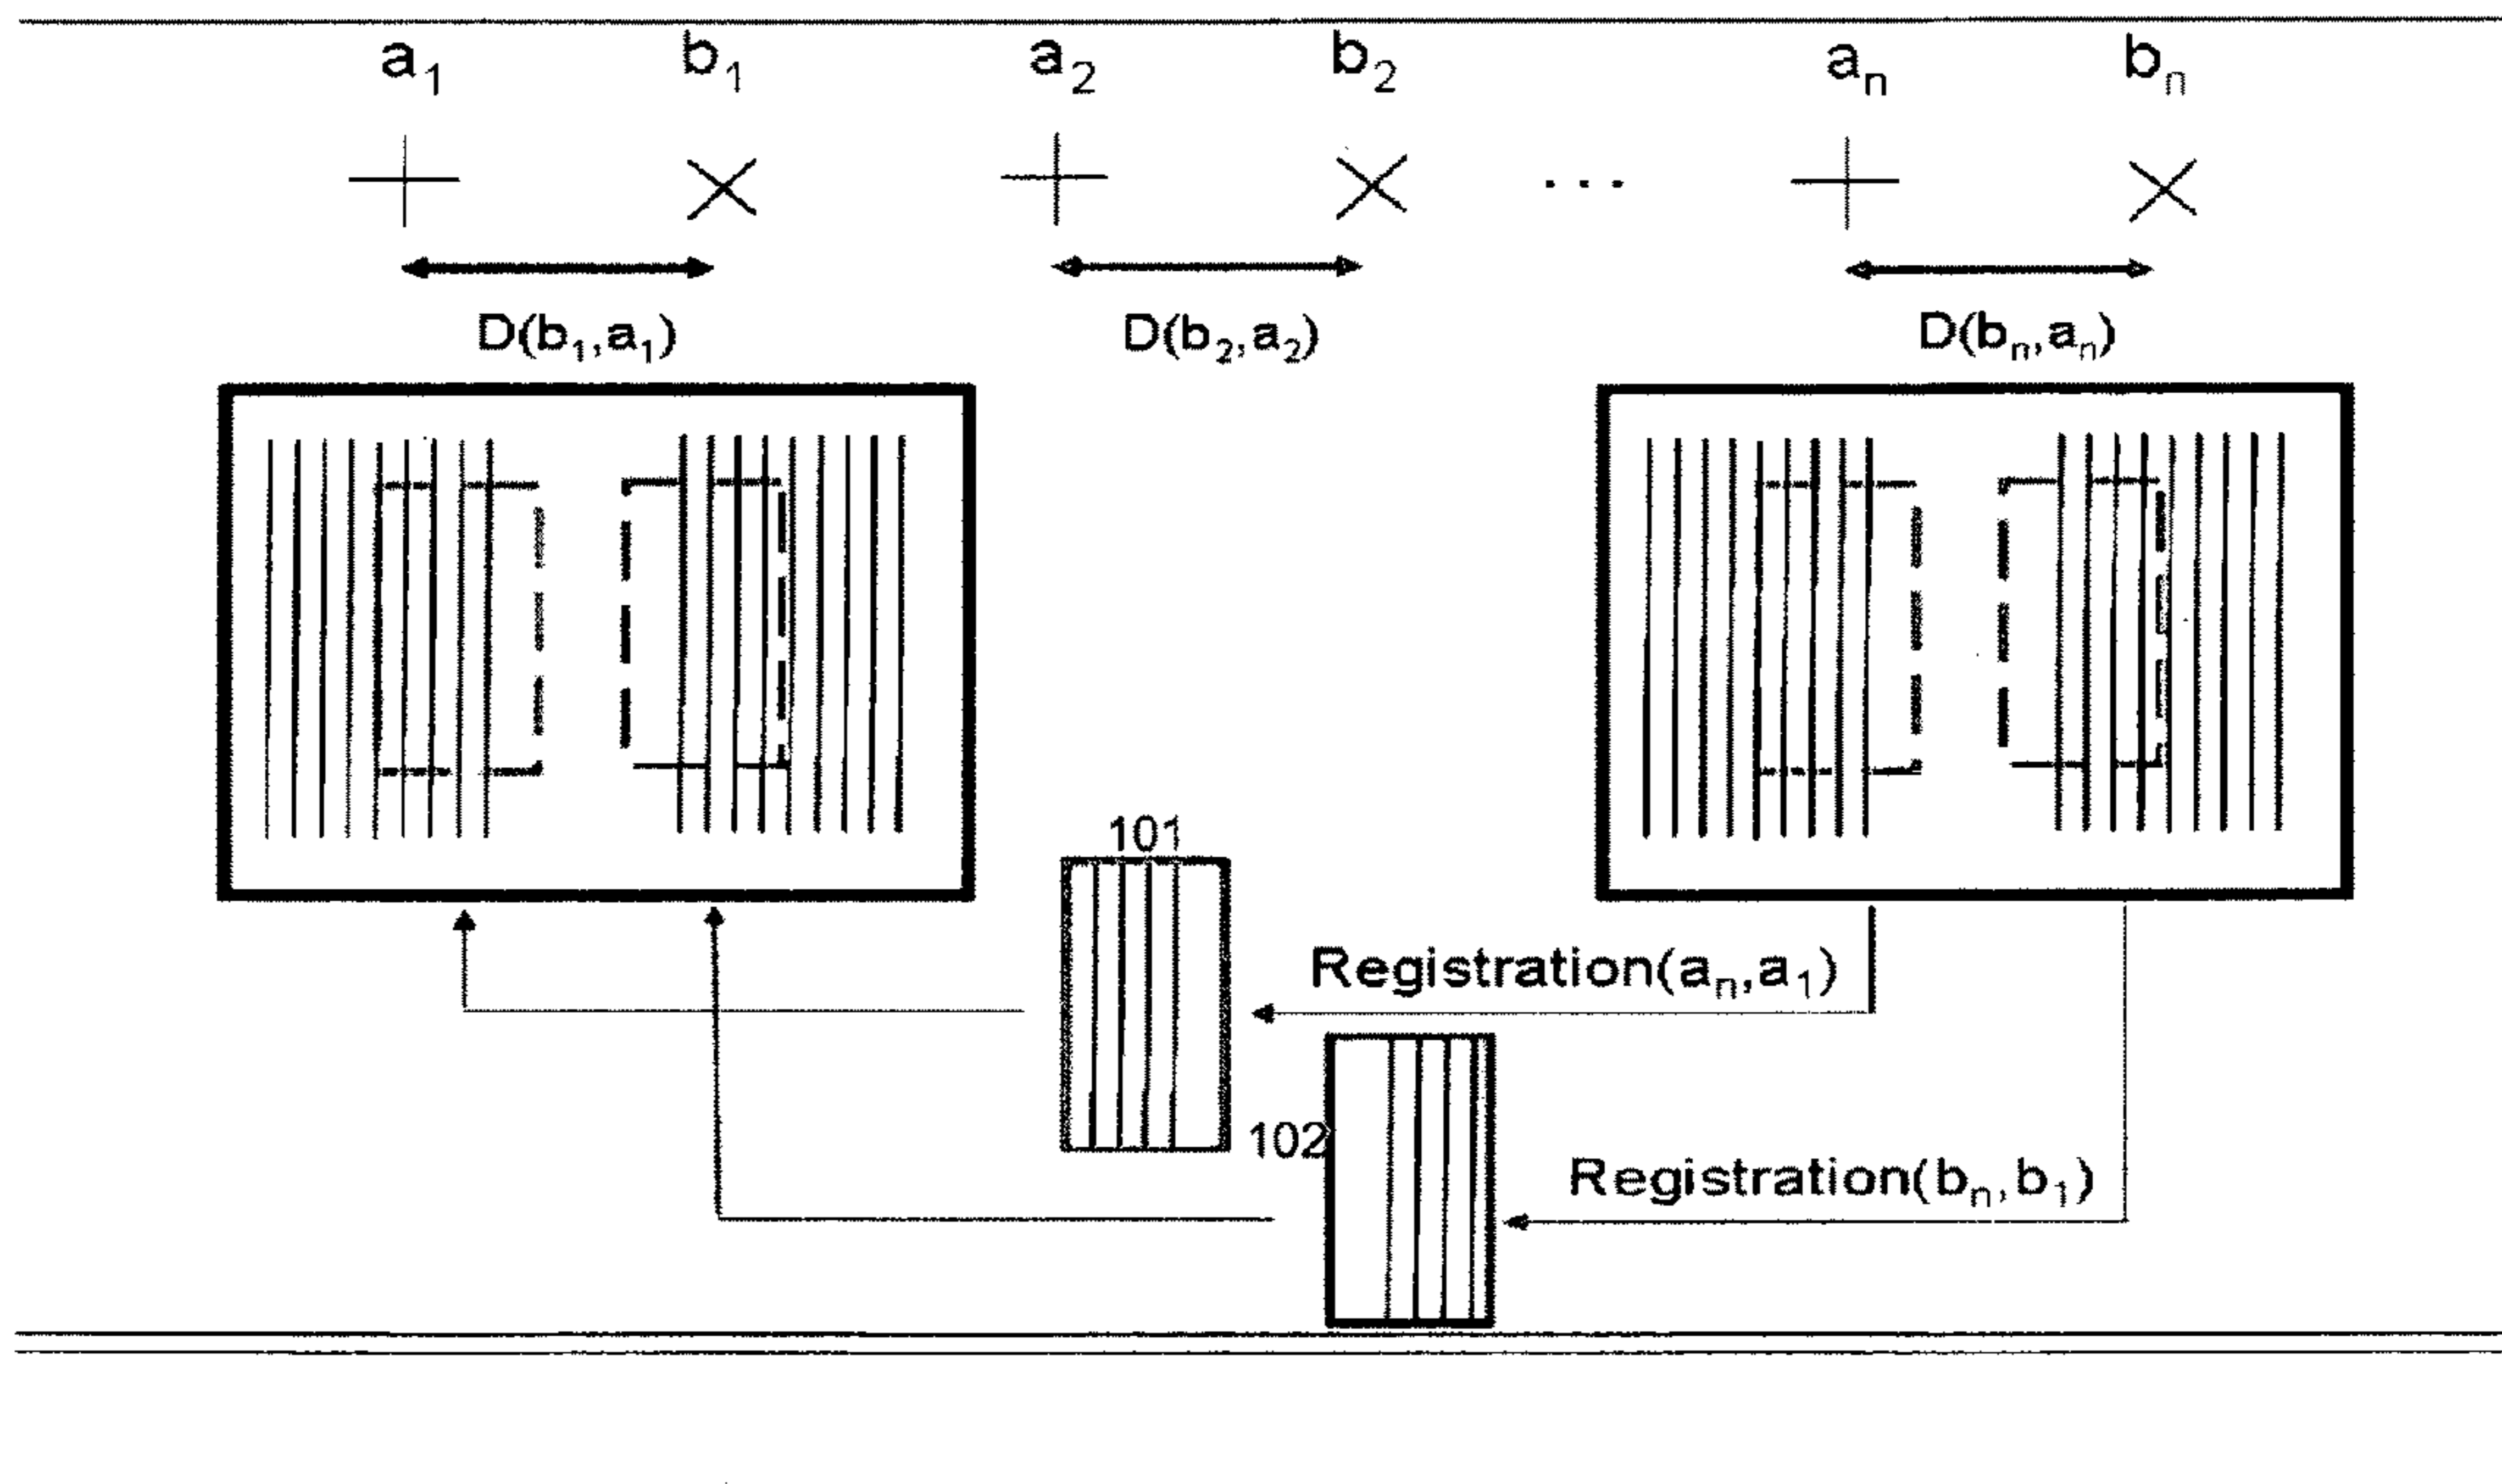 a₁ b₁ a₂ b₂ ... aₙ bₙ
D(b₁,a₁) D(b₂,a₂) D(bₙ,aₙ)
101
Registration(aₙ,a₁)
102
Registration(bₙ,b₁)